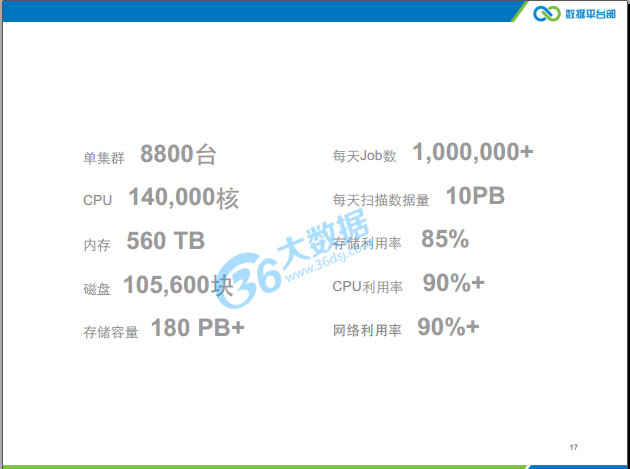 数据平台部
单集群 8800台
CPU 140,000核
内存 560 TB
磁盘 105,600块
存储容量 180 PB+
每天Job数 1,000,000+
每天扫描数据量 10PB
存储利用率 85%
CPU利用率 90%+
网络利用率 90%+
36大数据
www.36dsj.com
17